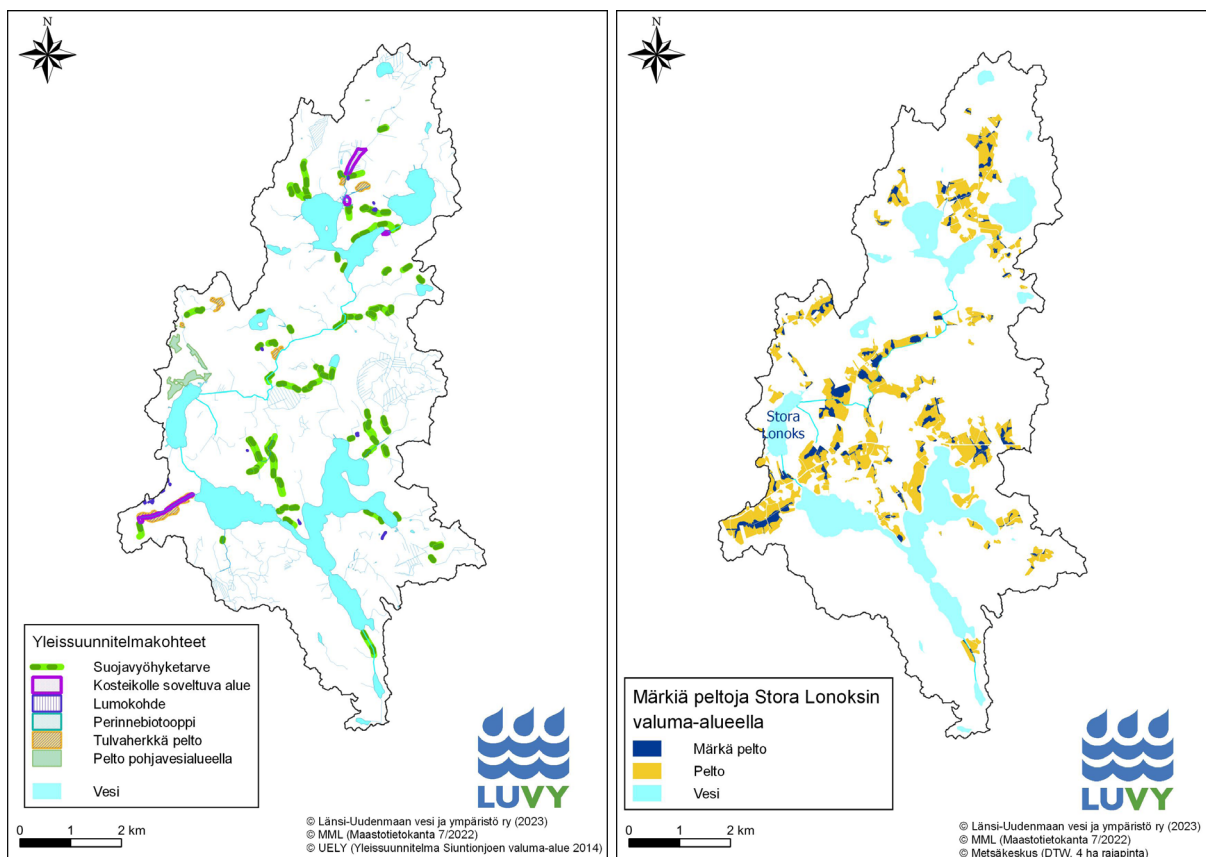 N
Yleissuunnitelmakohteet
Suojavyöhyketarve
Kosteikolle soveltuva alue
Lumokohde
Perinnebiotooppi
Tulvaherkkä pelto
Pelto pohjavesialueella
Vesi
0 1 2 km
LUVY
© Länsi-Uudenmaan vesi ja ympäristö ry (2023)
© MML (Maastotietokanta 7/2022)
© UELY (Yleissuunnitelma Siuntionjoen valuma-alue 2014)
N
Stora
Lonoks
Märkiä peltoja Stora Lonoksin
valuma-alueella
Märkä pelto
Pelto
Vesi
0 1 2 km
LUVY
© Länsi-Uudenmaan vesi ja ympäristö ry (2023)
© MML (Maastotietokanta 7/2022)
© Metsäkeskus (DTW, 4 ha rajapinta)